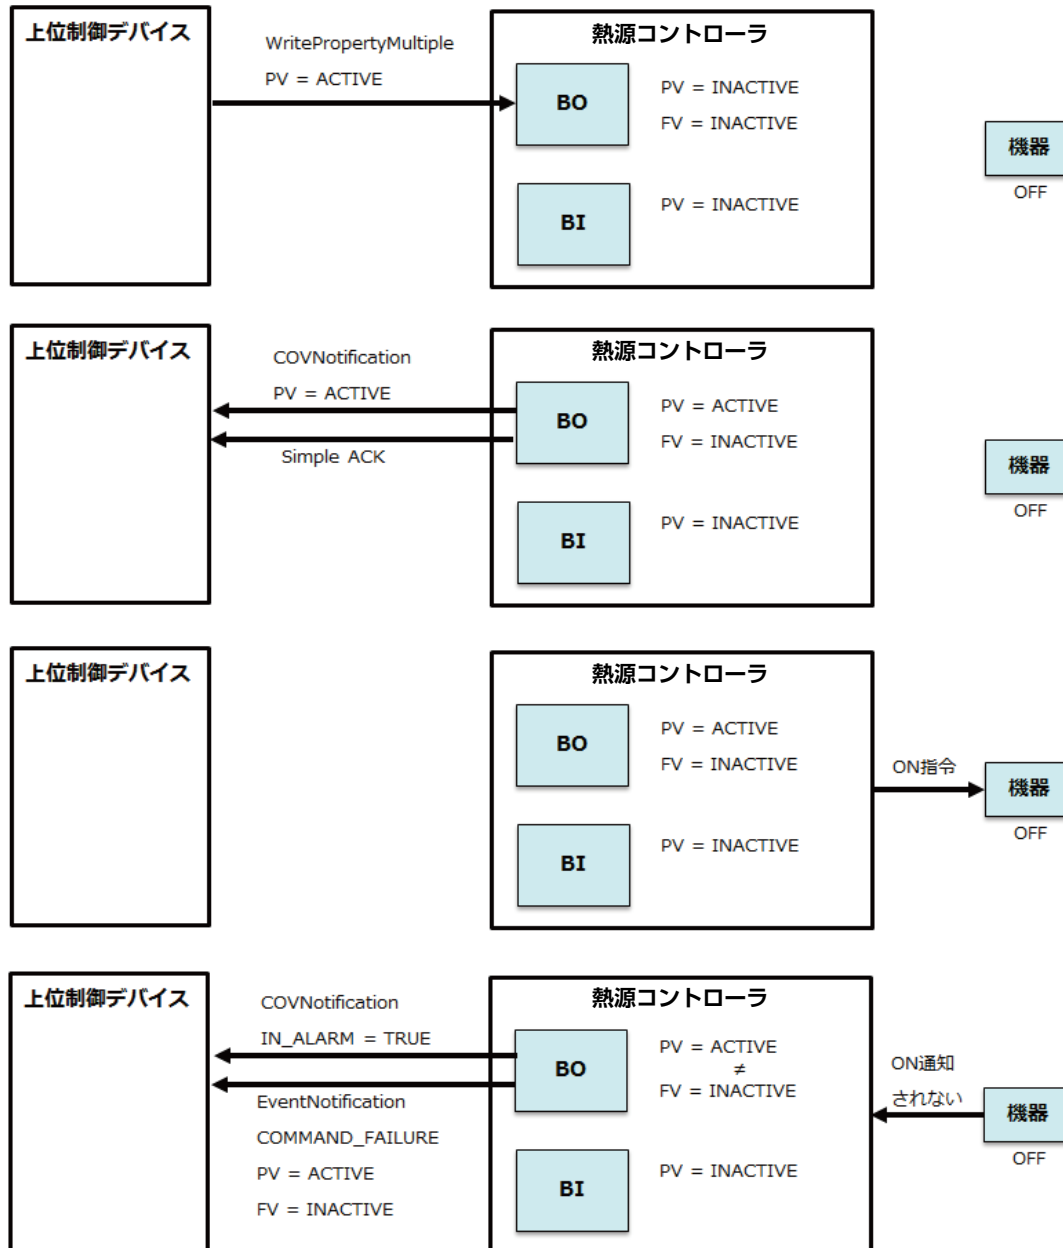 上位制御デバイス
WritePropertyMultiple
PV = ACTIVE
熱源コントローラ
BO
PV = INACTIVE
FV = INACTIVE
BI
PV = INACTIVE
機器
OFF
上位制御デバイス
COVNotification
PV = ACTIVE
Simple ACK
熱源コントローラ
BO
PV = ACTIVE
FV = INACTIVE
BI
PV = INACTIVE
機器
OFF
上位制御デバイス
熱源コントローラ
BO
PV = ACTIVE
FV = INACTIVE
BI
PV = INACTIVE
ON指令
機器
OFF
上位制御デバイス
COVNotification
IN_ALARM = TRUE
EventNotification
COMMAND_FAILURE
PV = ACTIVE
FV = INACTIVE
熱源コントローラ
BO
PV = ACTIVE
≠
FV = INACTIVE
BI
PV = INACTIVE
ON通知
されない
機器
OFF